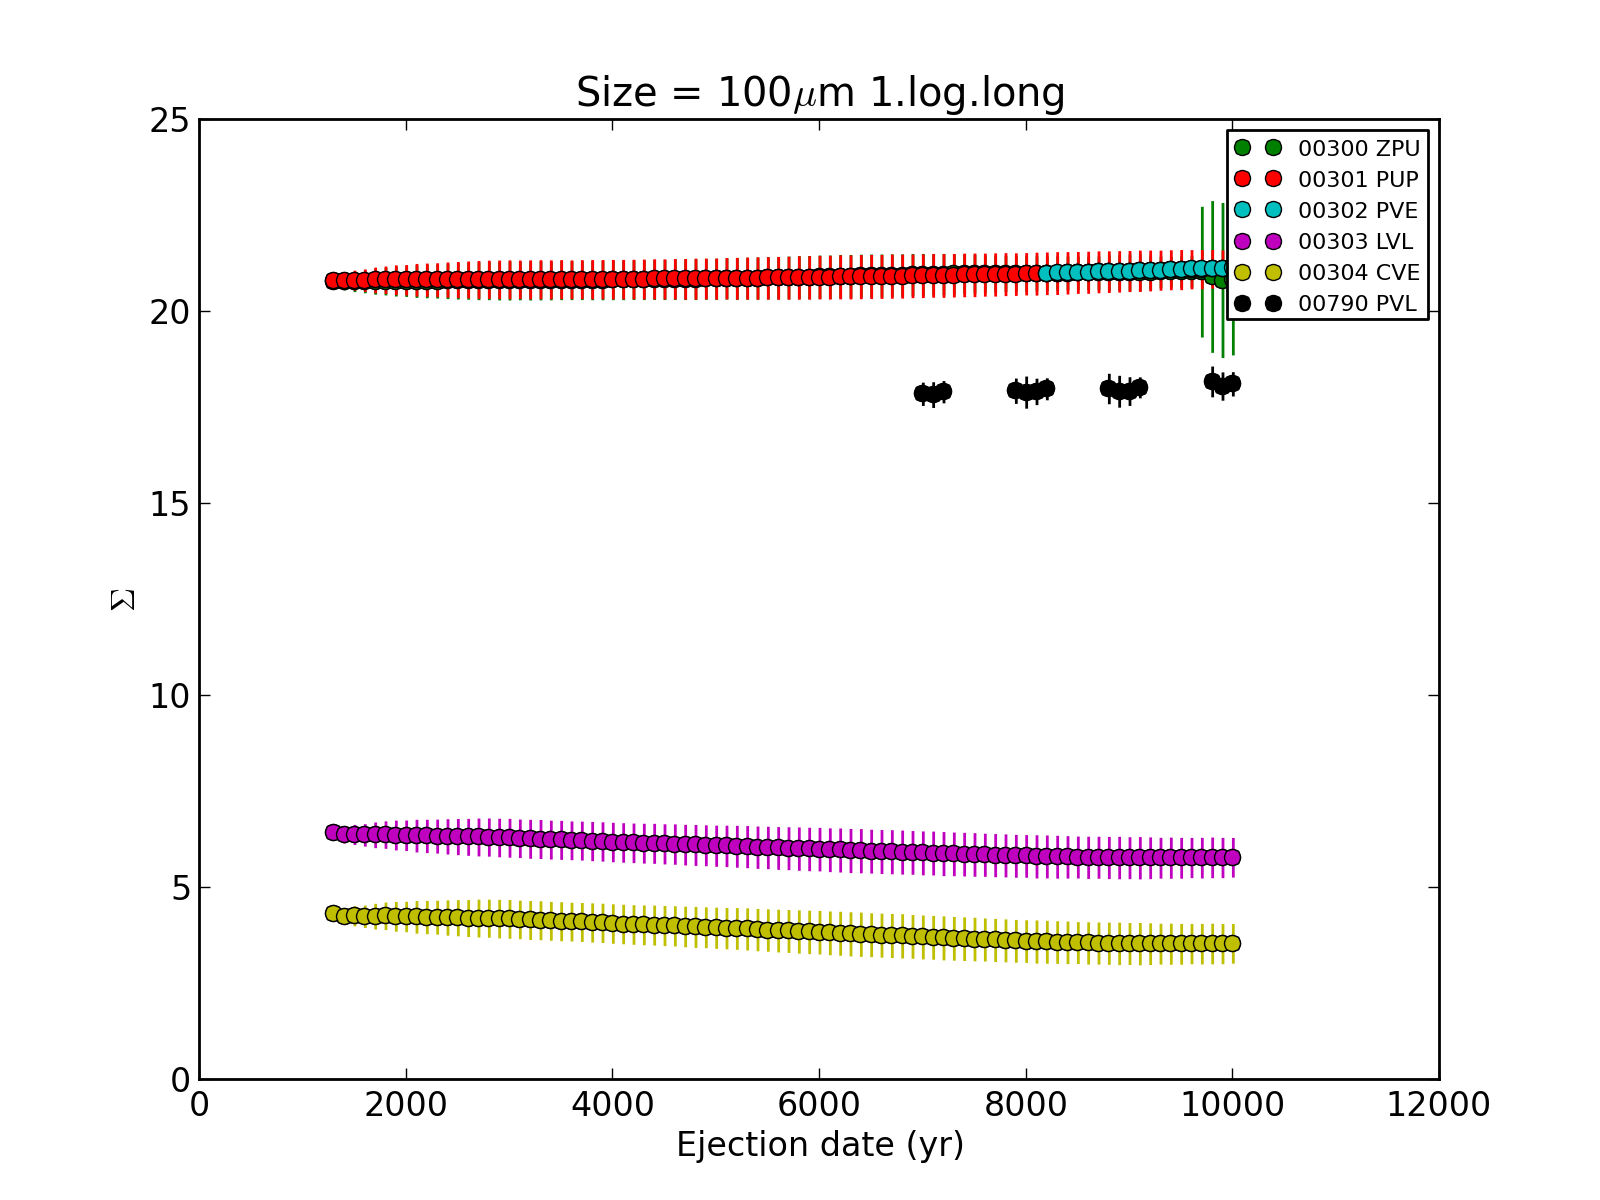 Size = 100μm 1.log.long
25
20
15
10
5
0
Σ
00300 ZPU
00301 PUP
00302 PVE
00303 LVL
00304 CVE
00790 PVL
0 2000 4000 6000 8000 10000 12000
Ejection date (yr)